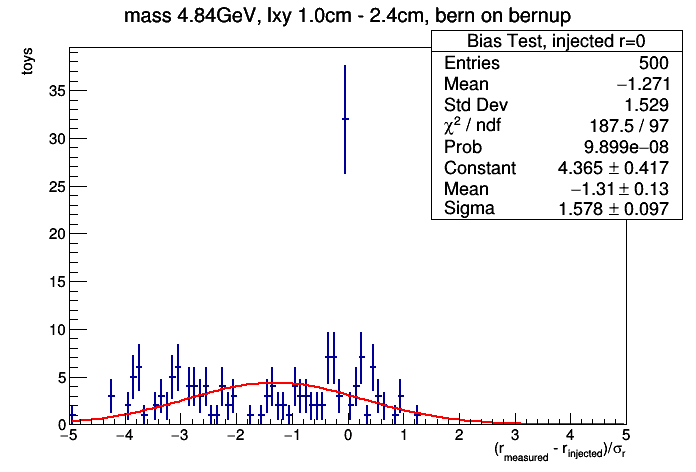 mass 4.84GeV, lxy 1.0cm - 2.4cm, bern on bernup
Bias Test, injected r=0
Entries 500
Mean −1.271
Std Dev 1.529
χ² / ndf 187.5 / 97
Prob 9.899e−08
Constant 4.365 ± 0.417
Mean −1.31 ± 0.13
Sigma 1.578 ± 0.097
toys
35
30
25
20
15
10
5
0
−5 −4 −3 −2 −1 0 1 2 3 4 5
(r_measured - r_injected)/σ_r